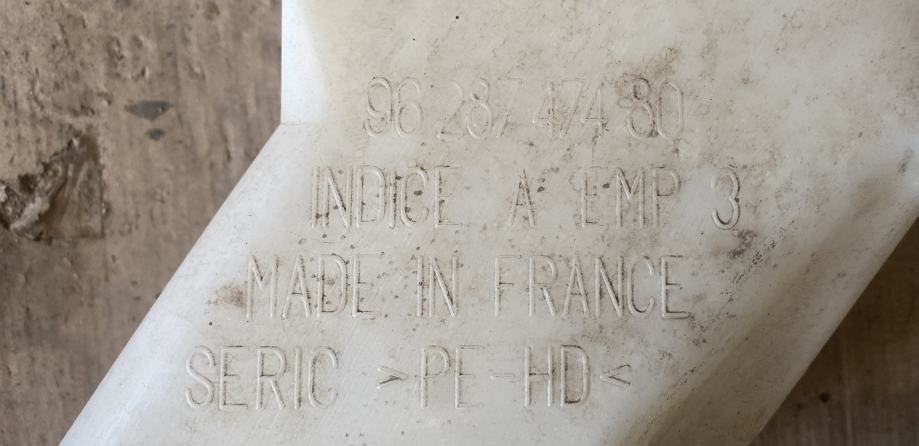 96 287 474 80
INDICE A EMP 3
MADE IN FRANCE
SERIC >PE-HD<